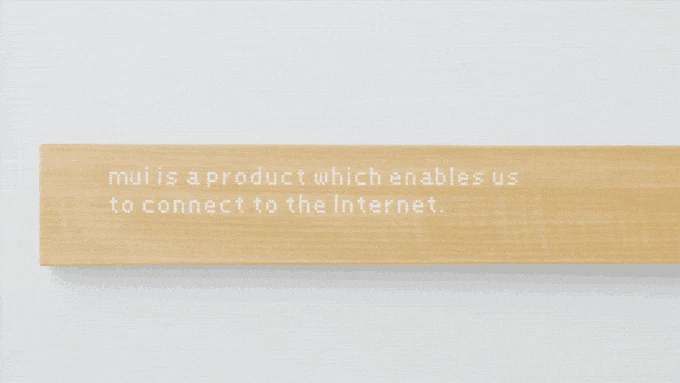 mui is a product which enables us
to connect to the Internet.